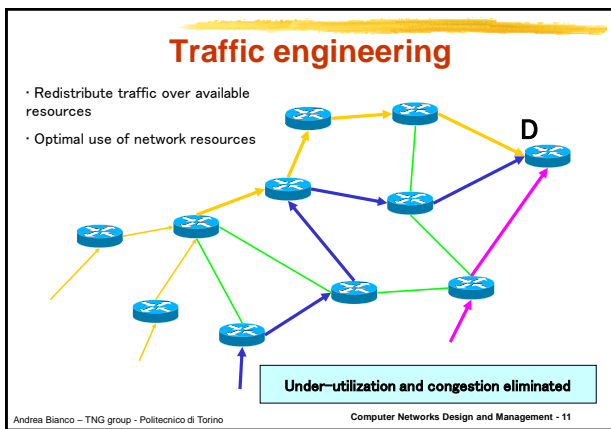 Traffic engineering
· Redistribute traffic over available
resources
· Optimal use of network resources
D
Under-utilization and congestion eliminated
Andrea Bianco – TNG group - Politecnico di Torino
Computer Networks Design and Management - 11